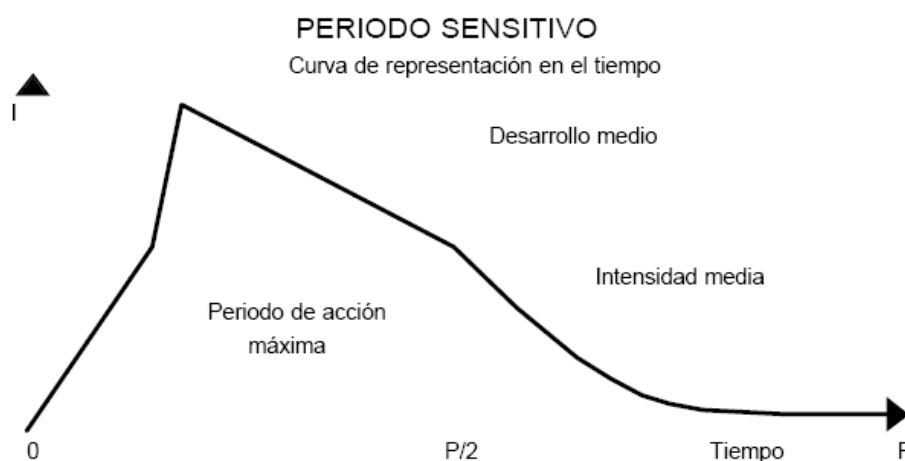 PERIODO SENSITIVO
Curva de representación en el tiempo
I
Desarrollo medio
Intensidad media
Periodo de acción
máxima
0 P/2 Tiempo P